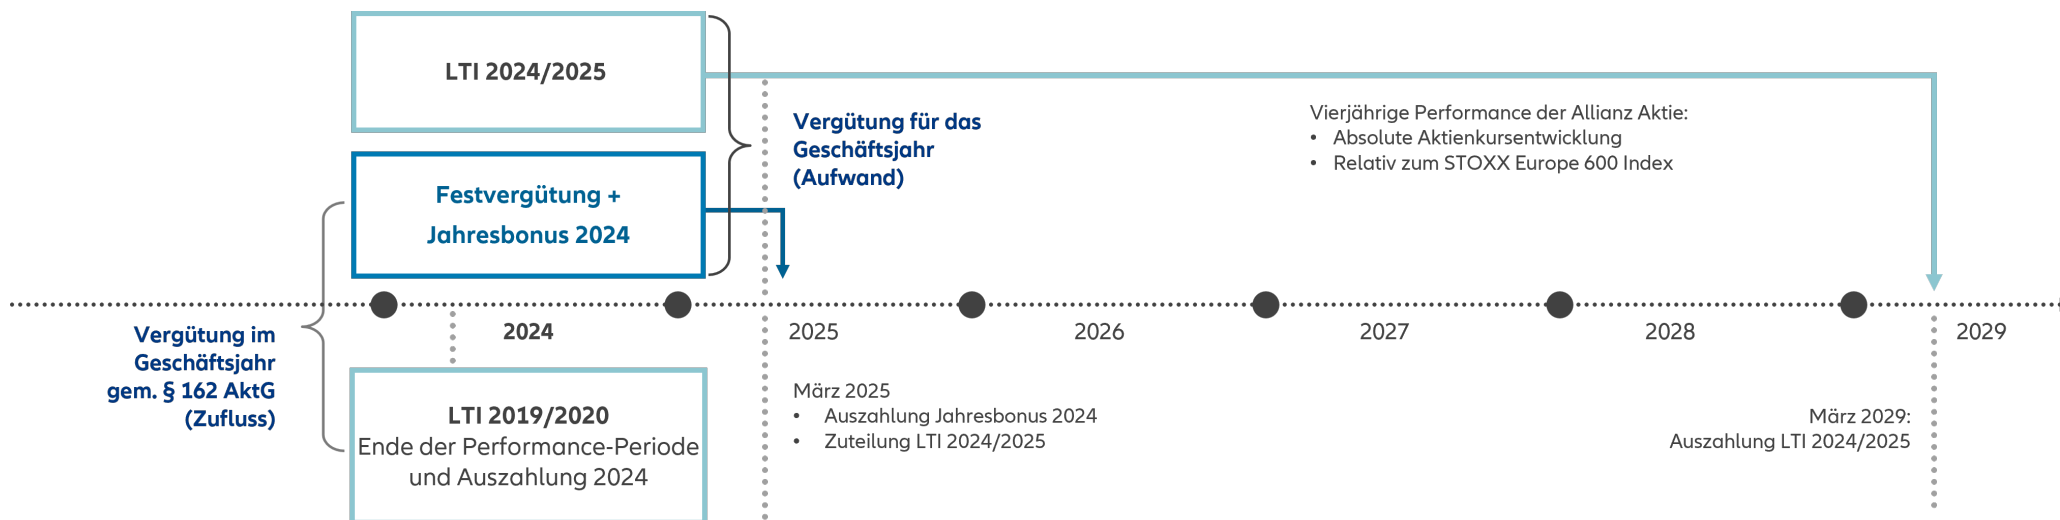 LTI 2024/2025
Festvergütung +
Jahresbonus 2024
Vergütung für das
Geschäftsjahr
(Aufwand)
Vierjährige Performance der Allianz Aktie:
• Absolute Aktienkursentwicklung
• Relativ zum STOXX Europe 600 Index
2024
2025
2026
2027
2028
2029
Vergütung im
Geschäftsjahr
gem. § 162 AktG
(Zufluss)
LTI 2019/2020
Ende der Performance-Periode
und Auszahlung 2024
März 2025
• Auszahlung Jahresbonus 2024
• Zuteilung LTI 2024/2025
März 2029:
Auszahlung LTI 2024/2025